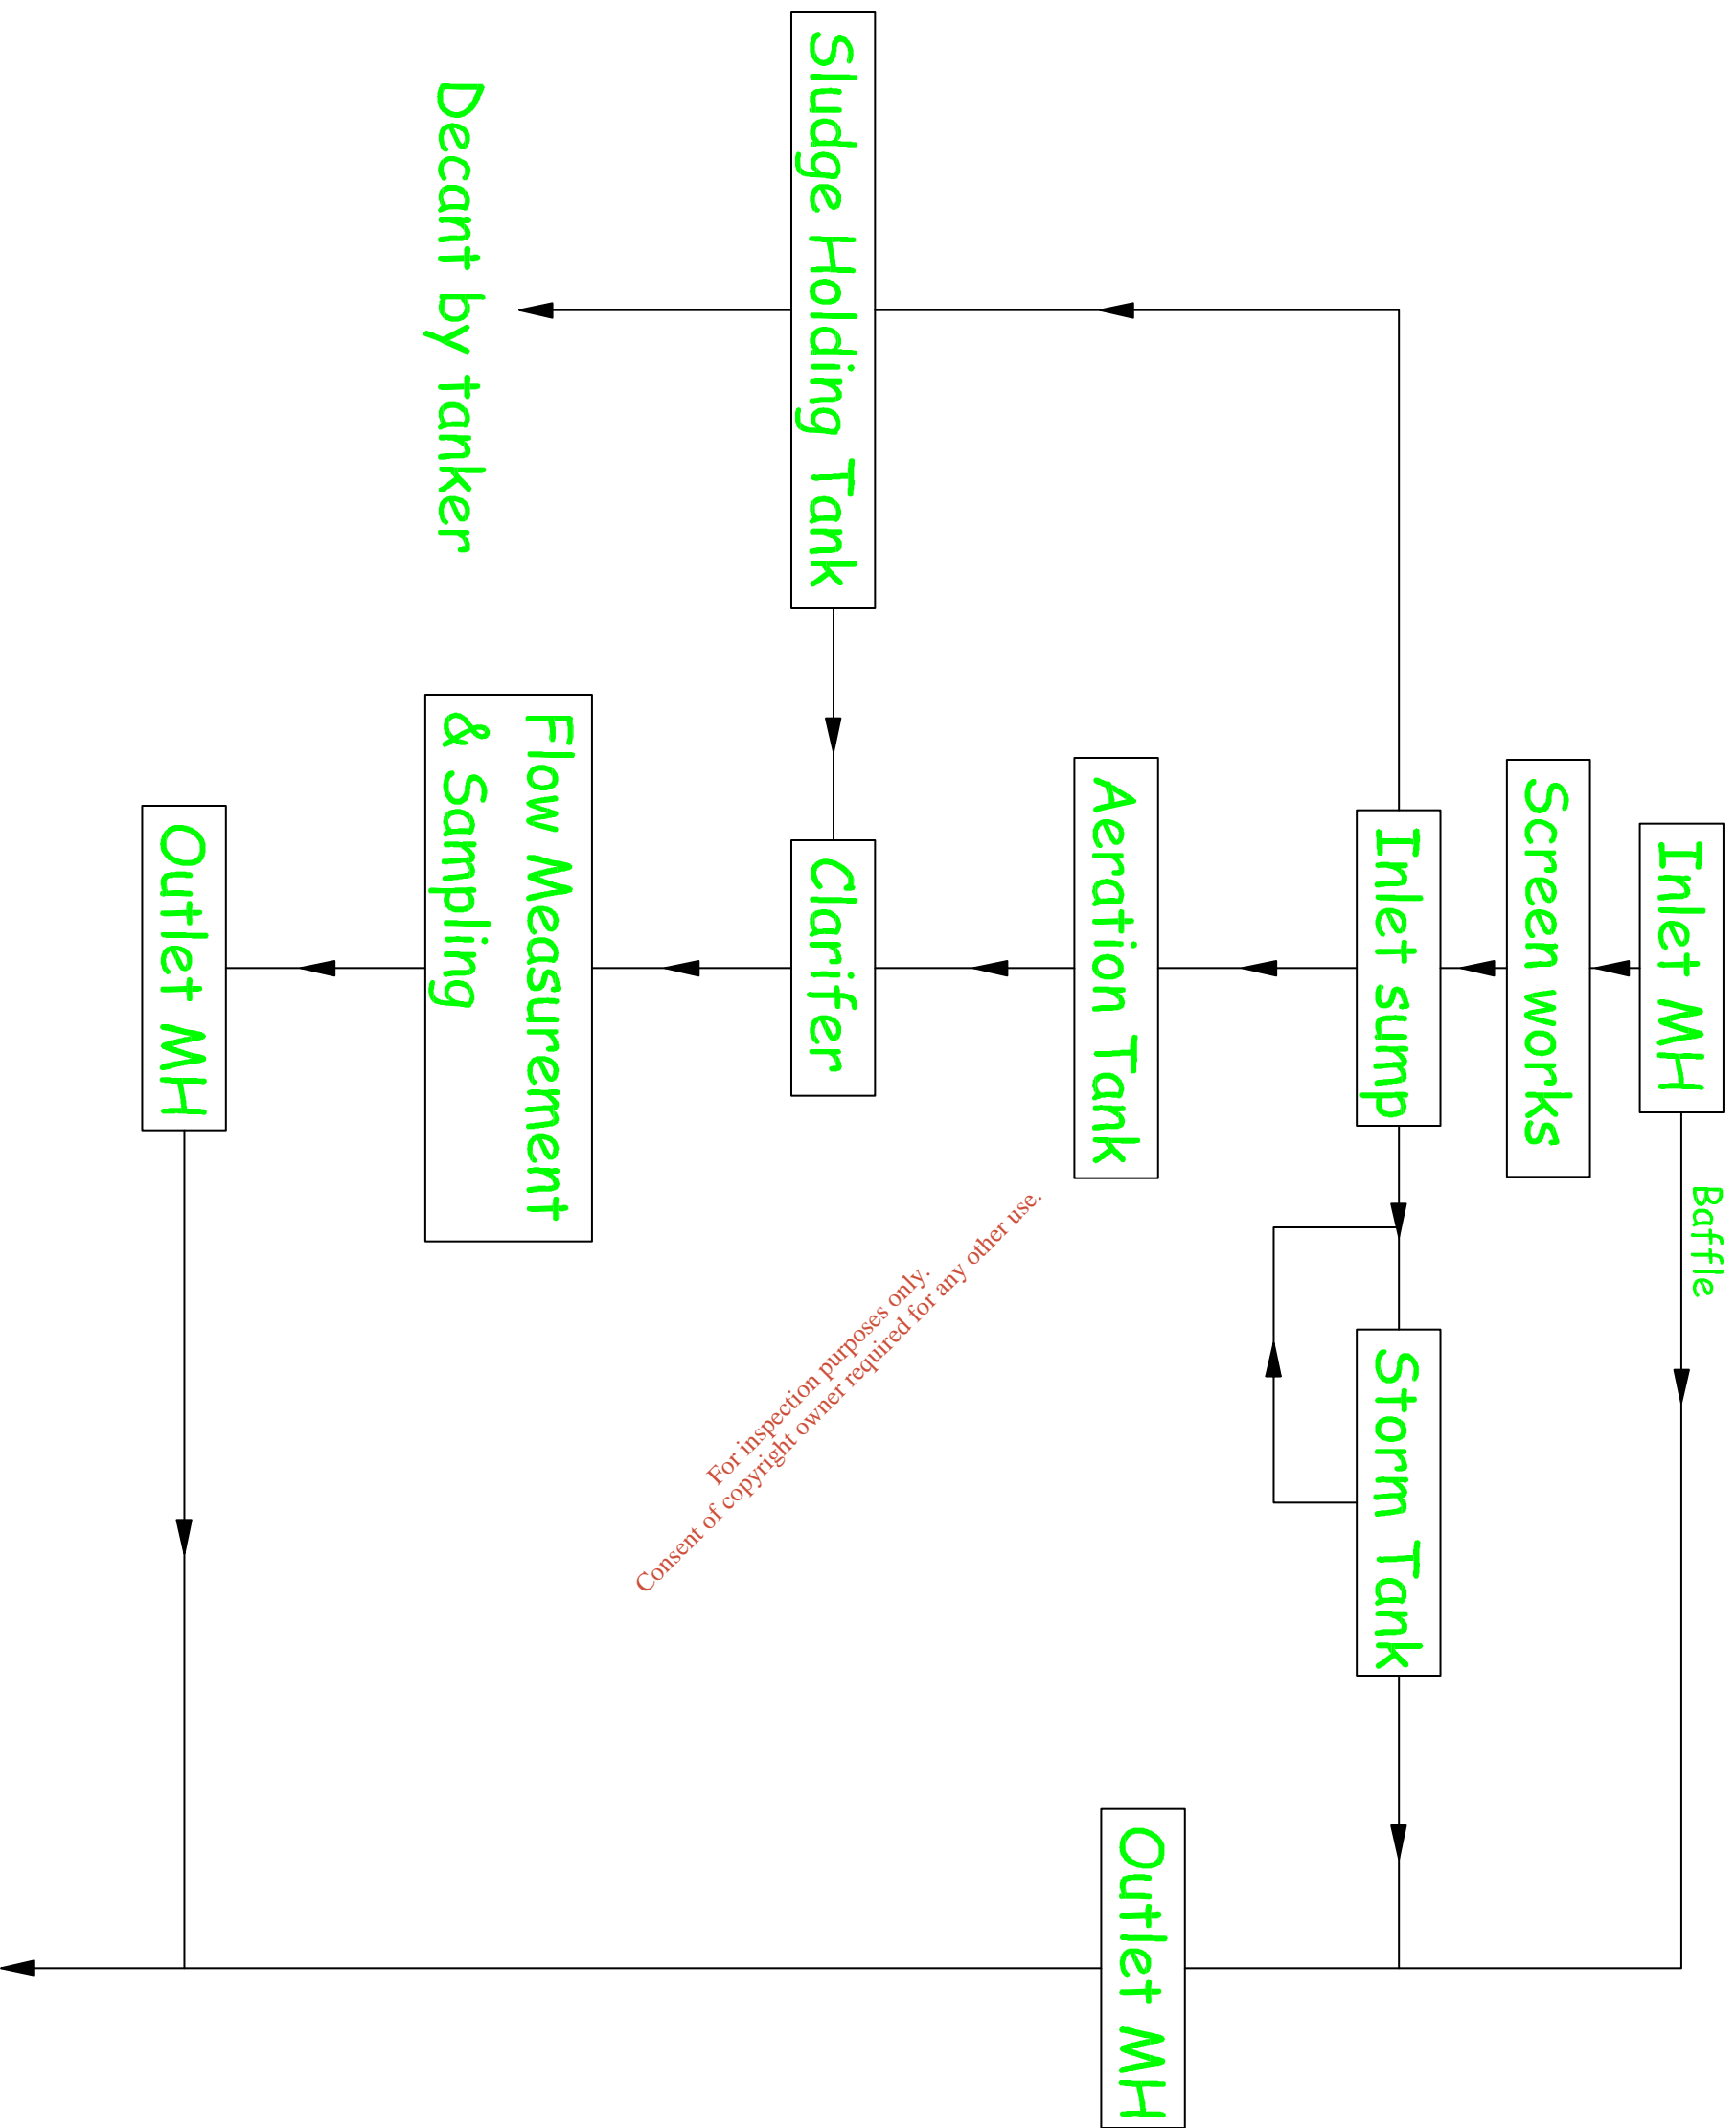 Inlet MH
Baffle
Screen works
Inlet sump
Storm Tank
Aeration Tank
Outlet MH
Sludge Holding Tank
Clarifer
Flow Measurement
& Sampling
Decant by tanker
Outlet MH
For inspection purposes only.
Consent of copyright owner required for any other use.